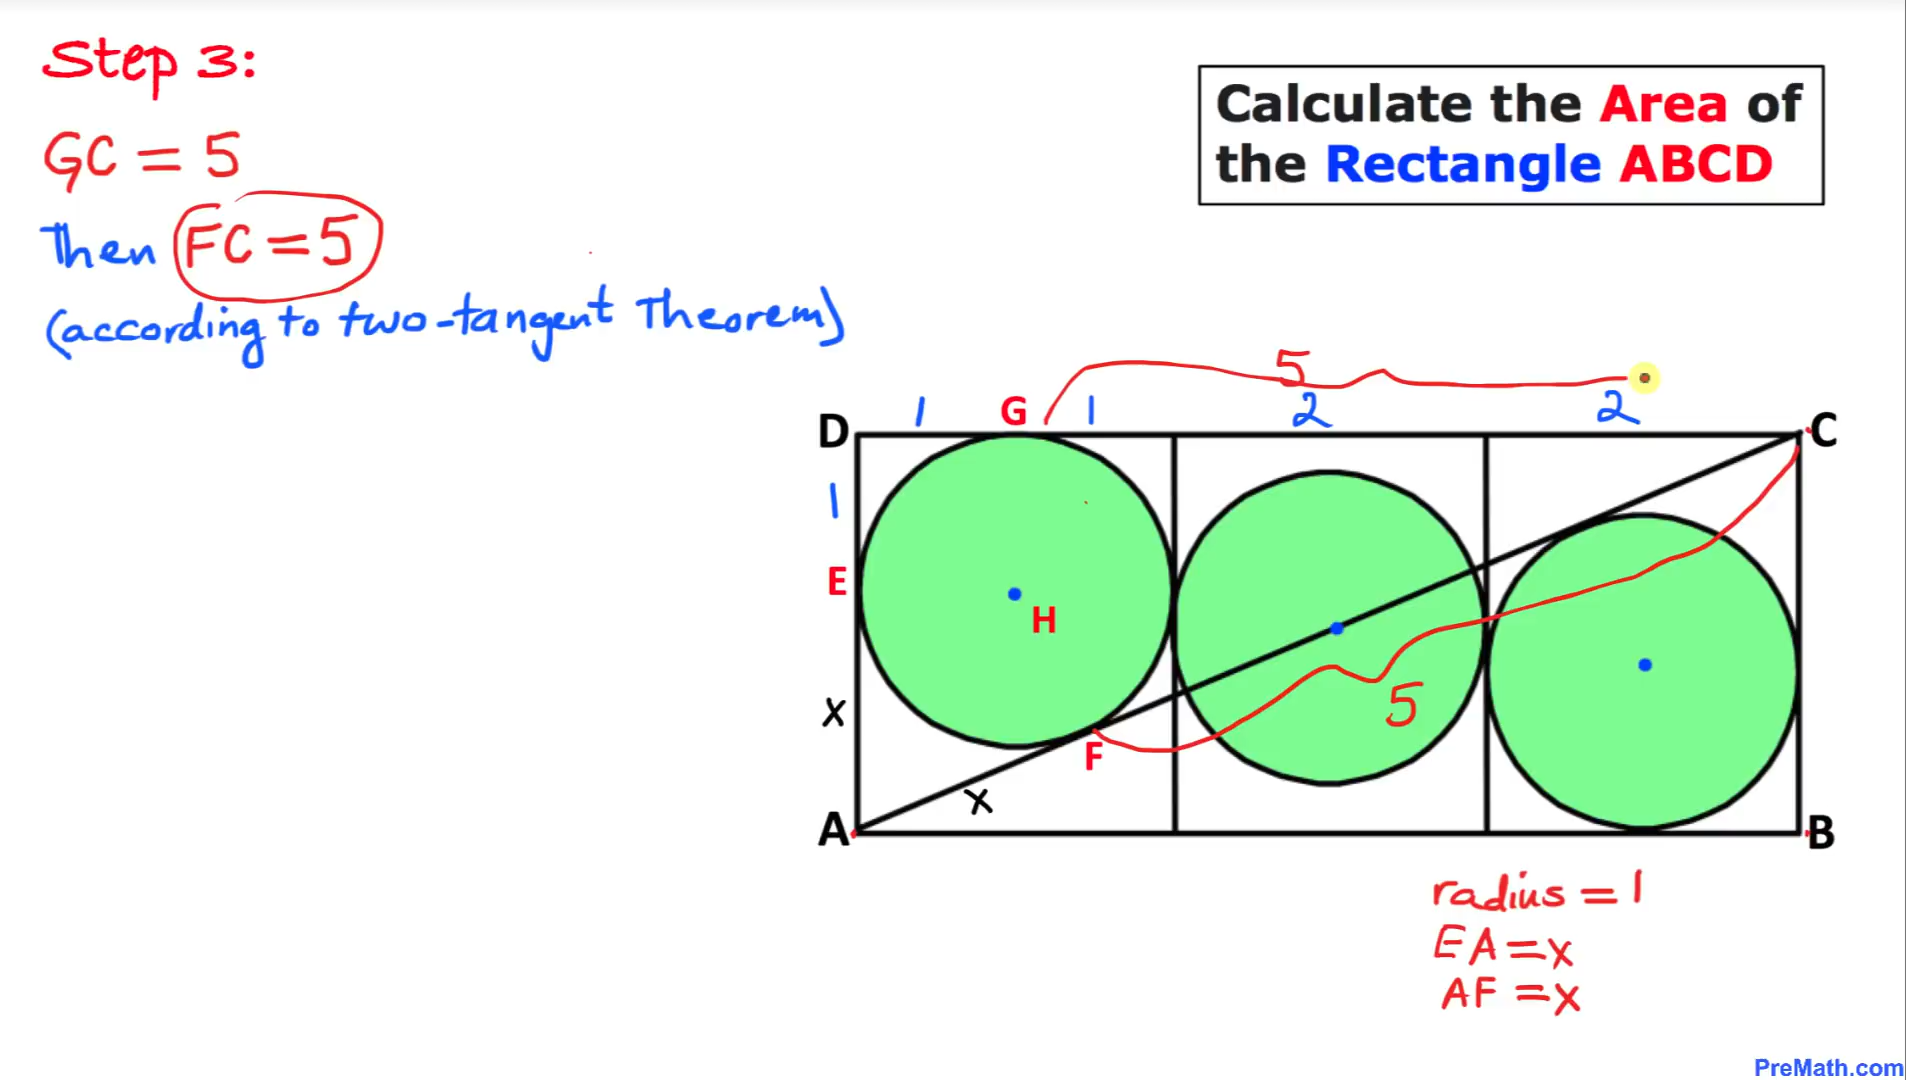 Step 3:
GC = 5
Then FC = 5
(according to two-tangent Theorem)
Calculate the Area of
the Rectangle ABCD
5
D 1 G 1 2 2 C
1
E
H
x
5
F
x
A
B
radius = 1
EA = x
AF = x
PreMath.com